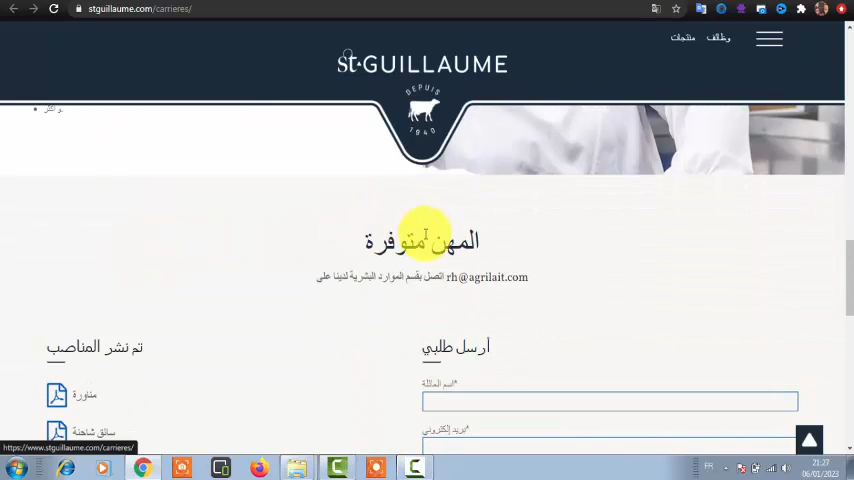 stguillaume.com/carrieres/
منتجات
وظائف
st-GUILLAUME
DEPUIS
1940
واكثر.
المهن متوفرة
اتصل بقسم الموارد البشرية لدينا على rh@agrilait.com
تم نشر المناصب
أرسل طلبي
مناورة
سائق شاحنة
اسم العائلة*
بريد إلكتروني*
https://www.stguillaume.com/carrieres/
FR
21:27
06/01/2023